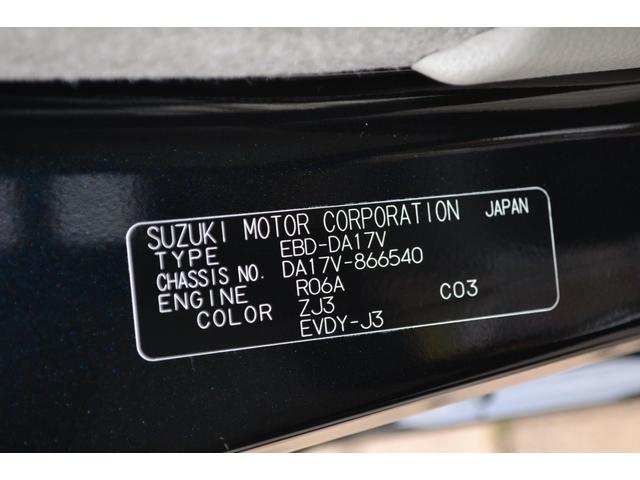 SUZUKI MOTOR CORPORATION JAPAN
TYPE EBD-DA17V
CHASSIS NO. DA17V-866540
ENGINE R06A C03
COLOR ZJ3
EVDY-J3